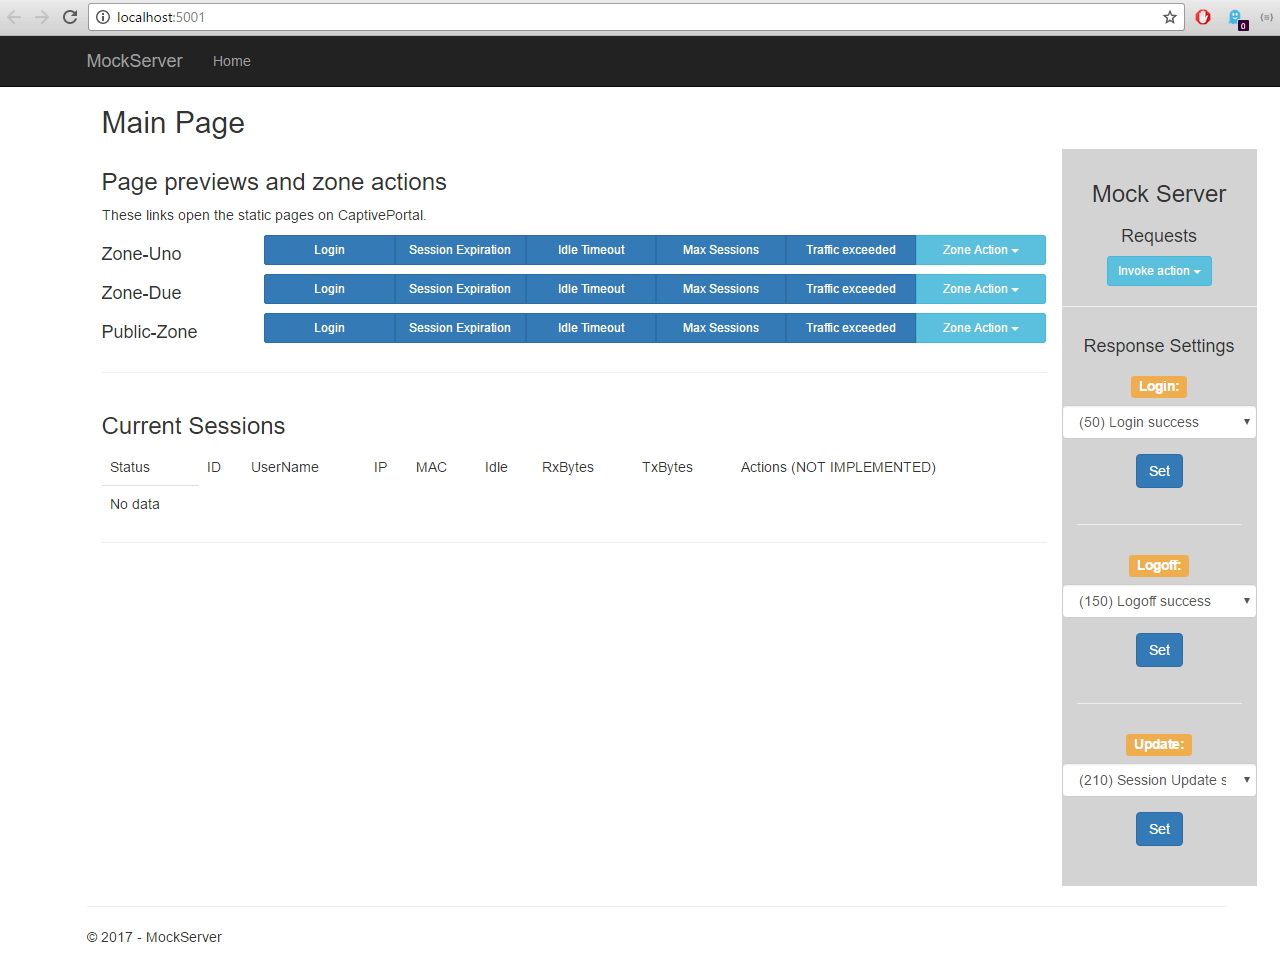 localhost:5001
0
MockServer Home
Main Page
Page previews and zone actions
These links open the static pages on CaptivePortal.
Zone-Uno Login Session Expiration Idle Timeout Max Sessions Traffic exceeded Zone Action
Zone-Due Login Session Expiration Idle Timeout Max Sessions Traffic exceeded Zone Action
Public-Zone Login Session Expiration Idle Timeout Max Sessions Traffic exceeded Zone Action
Current Sessions
Status ID UserName IP MAC Idle RxBytes TxBytes Actions (NOT IMPLEMENTED)
No data
Mock Server
Requests
Invoke action
Response Settings
Login:
(50) Login success
Set
Logoff:
(150) Logoff success
Set
Update:
(210) Session Update s
Set
© 2017 - MockServer